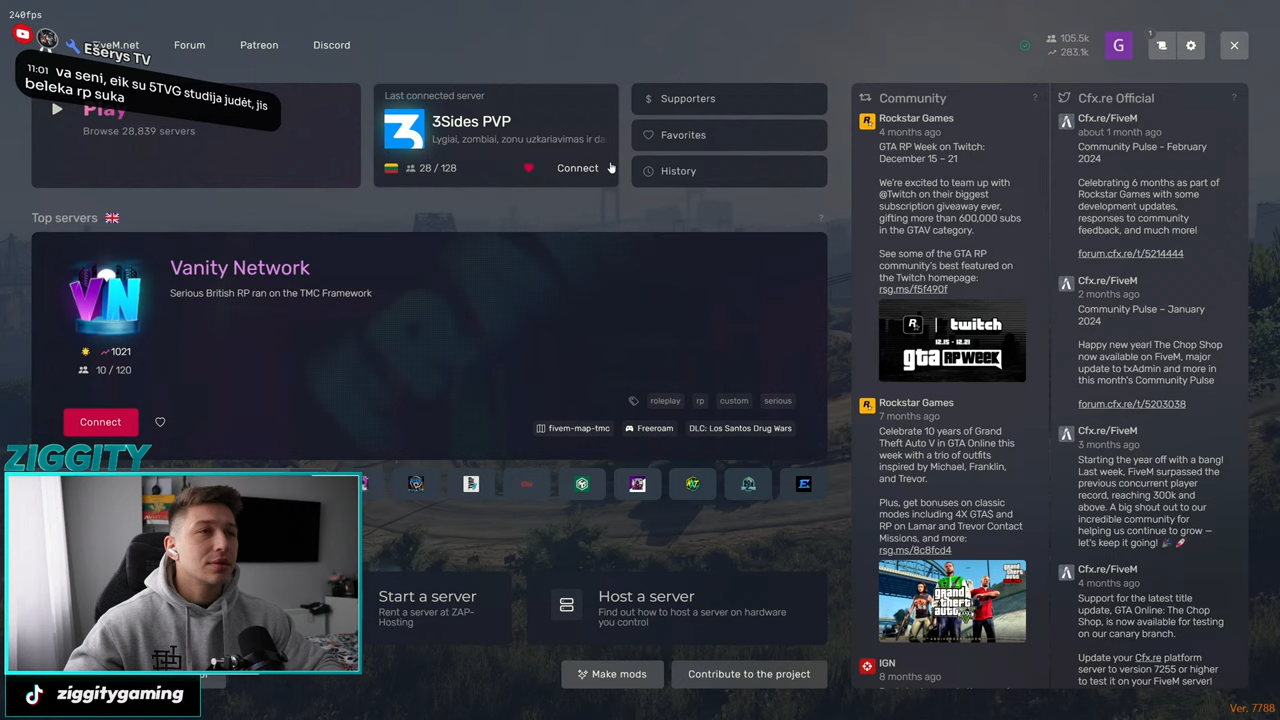 240fps
FiveM.net
Forum
Patreon
Discord
105.5k
283.1k
G
1
Ešerys TV
11:01 va seni, eik su 5TVG studija judėt, jis
beleka rp suka
Play
Browse 28,839 servers
Last connected server
3Sides PVP
Lygiai, zombiai, zonu uzkariavimas ir da
28 / 128
Connect
Supporters
Favorites
History
Top servers
?
Vanity Network
Serious British RP ran on the TMC Framework
VN
1021
10 / 120
Connect
roleplay
rp
custom
serious
fivem-map-tmc
Freeroam
DLC: Los Santos Drug Wars
ZIGGITY
Start a server
Rent a server at ZAP-
Hosting
Host a server
Find out how to host a server on hardware
you control
Make mods
Contribute to the project
ziggitygaming
Community
?
Rockstar Games
4 months ago
GTA RP Week on Twitch:
December 15 – 21
We're excited to team up with
@Twitch on their biggest
subscription giveaway ever,
gifting more than 600,000 subs
in the GTAV category.
See some of the GTA RP
community's best featured on
the Twitch homepage:
rsg.ms/f5f490f
twitch
12.15 - 12.21
gta RP WEEK
Rockstar Games
7 months ago
Celebrate 10 years of Grand
Theft Auto V in GTA Online this
week with a trio of outfits
inspired by Michael, Franklin,
and Trevor.
Plus, get bonuses on classic
modes including 4X GTA$ and
RP on Lamar and Trevor Contact
Missions, and more:
rsg.ms/8c8fcd4
grand
theft
auto
IGN
8 months ago
Cfx.re Official
?
Cfx.re/FiveM
about 1 month ago
Community Pulse - February
2024
Celebrating 6 months as part of
Rockstar Games with some
development updates,
responses to community
feedback, and much more!
forum.cfx.re/t/5214444
Cfx.re/FiveM
2 months ago
Community Pulse – January
2024
Happy new year! The Chop Shop
now available on FiveM, major
update to txAdmin and more in
this month's Community Pulse
forum.cfx.re/t/5203038
Cfx.re/FiveM
3 months ago
Starting the year off with a bang!
Last week, FiveM surpassed the
previous concurrent player
record, reaching 300k and
above. A big shout out to our
incredible community for
helping us continue to grow —
let's keep it going!
Cfx.re/FiveM
4 months ago
Support for the latest title
update, GTA Online: The Chop
Shop, is now available for testing
on our canary branch.
Update your Cfx.re platform
server to version 7255 or higher
to test it on your FiveM server!
Ver. 7788